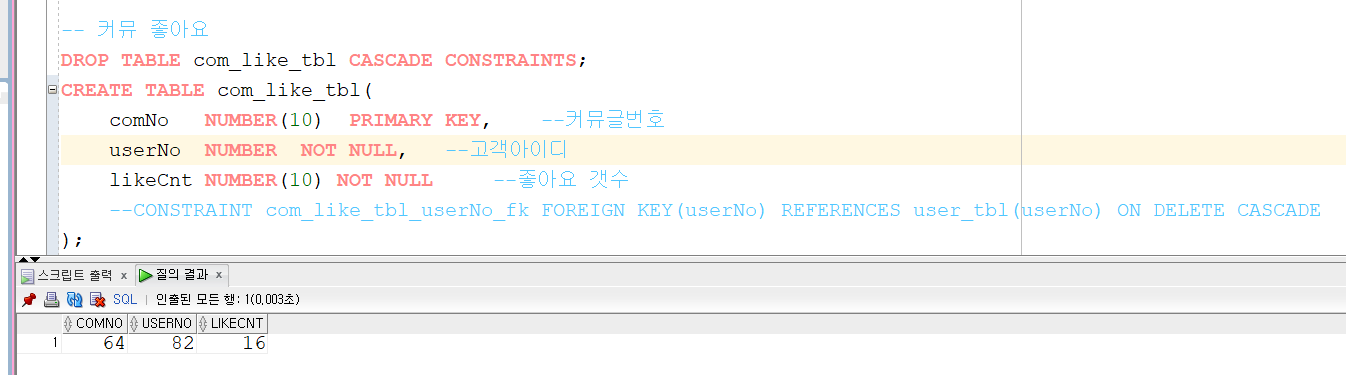 -- 커뮤 좋아요
DROP TABLE com_like_tbl CASCADE CONSTRAINTS;
CREATE TABLE com_like_tbl(
comNo NUMBER(10) PRIMARY KEY, --커뮤글번호
userNo NUMBER NOT NULL, --고객아이디
likeCnt NUMBER(10) NOT NULL --좋아요 갯수
--CONSTRAINT com_like_tbl_userNo_fk FOREIGN KEY(userNo) REFERENCES user_tbl(userNo) ON DELETE CASCADE
);
스크립트 출력 x 질의 결과 x
SQL | 인출된 모든 행: 1(0,003초)
COMNO USERNO LIKECNT
1 64 82 16